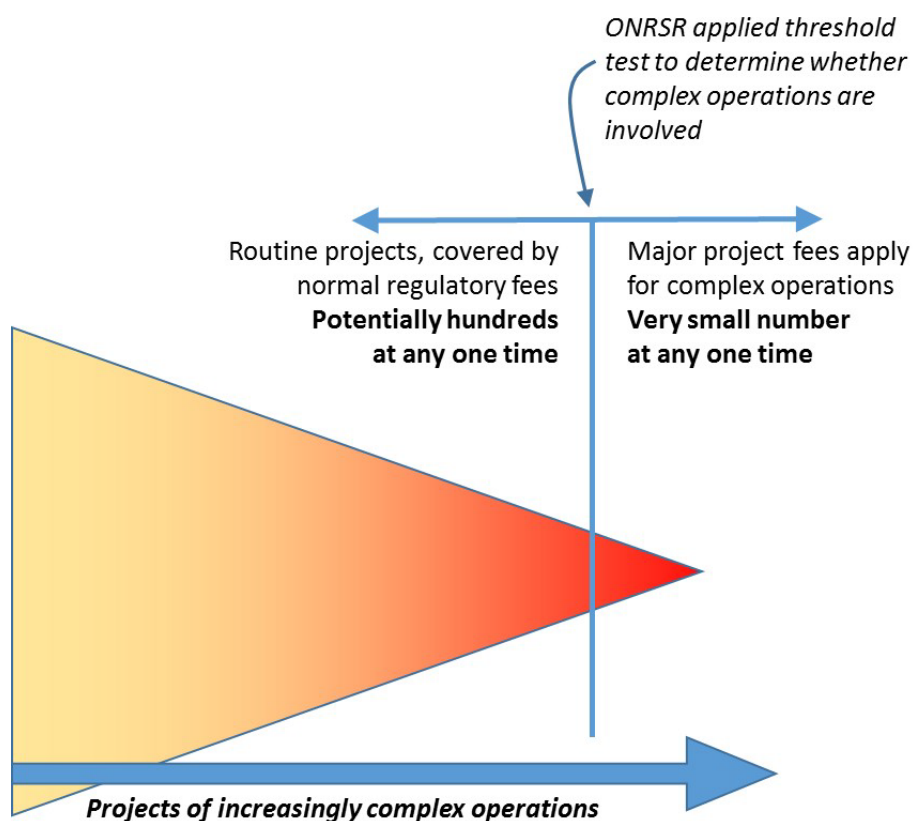 ONRSR applied threshold
test to determine whether
complex operations are
involved
Routine projects, covered by
normal regulatory fees
Potentially hundreds
at any one time
Major project fees apply
for complex operations
Very small number
at any one time
Projects of increasingly complex operations